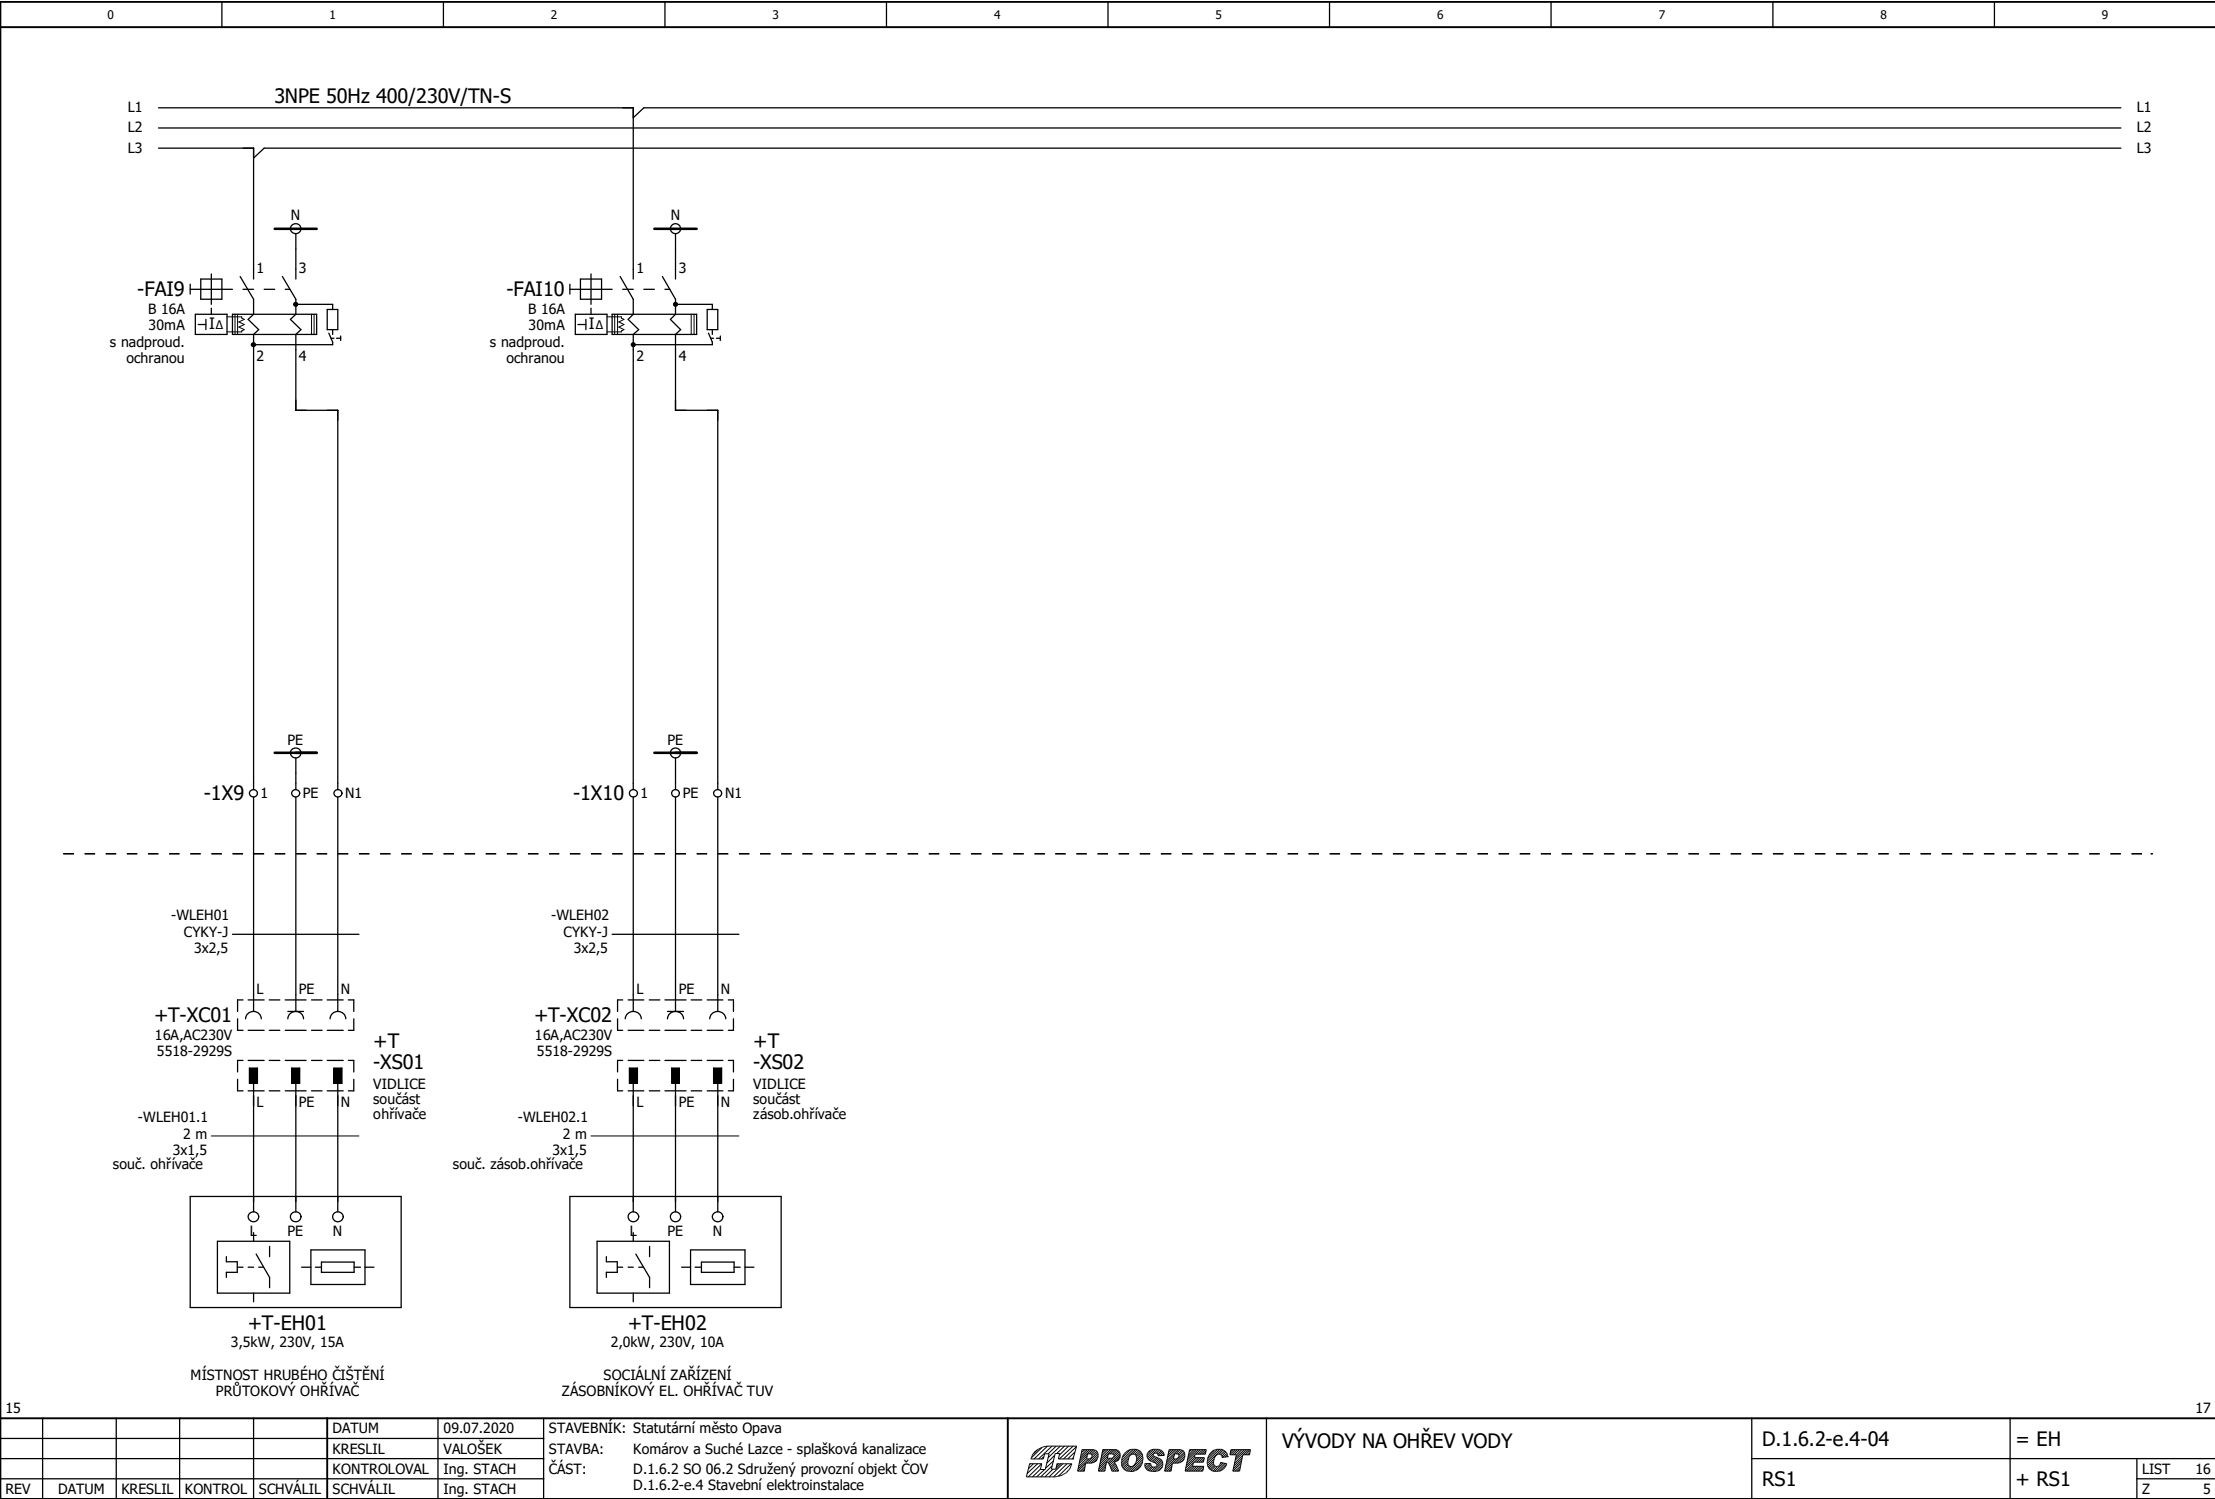 0 1 2 3 4 5 6 7 8 9
3NPE 50Hz 400/230V/TN-S
L1 L1
L2 L2
L3 L3
N N
1 3 1 3
-FAI9
B 16A
30mA
s nadproud.
ochranou
I∆
2 4
-FAI10
B 16A
30mA
s nadproud.
ochranou
I∆
2 4
PE PE
-1X9 1 PE N1
-1X10 1 PE N1
-WLEH01
CYKY-J
3x2,5
-WLEH02
CYKY-J
3x2,5
L PE N
+T-XC01
16A,AC230V
5518-2929S
+T
-XS01
VIDLICE
součást
ohřívače
L PE N
-WLEH01.1
2 m
3x1,5
souč. ohřívače
L PE N
+T-XC02
16A,AC230V
5518-2929S
+T
-XS02
VIDLICE
součást
zásob.ohřívače
L PE N
-WLEH02.1
2 m
3x1,5
souč. zásob.ohřívače
L PE N
L PE N
+T-EH01
3,5kW, 230V, 15A
MÍSTNOST HRUBÉHO ČIŠTĚNÍ
PRŮTOKOVÝ OHŘÍVAČ
+T-EH02
2,0kW, 230V, 10A
SOCIÁLNÍ ZAŘÍZENÍ
ZÁSOBNÍKOVÝ EL. OHŘÍVAČ TUV
15 17
DATUM 09.07.2020
KRESLIL VALOŠEK
KONTROLOVAL Ing. STACH
REV DATUM KRESLIL KONTROL SCHVÁLIL SCHVÁLIL Ing. STACH
STAVEBNÍK: Statutární město Opava
STAVBA: Komárov a Suché Lazce - splašková kanalizace
ČÁST: D.1.6.2 SO 06.2 Sdružený provozní objekt ČOV
D.1.6.2-e.4 Stavební elektroinstalace
PROSPECT
VÝVODY NA OHŘEV VODY
D.1.6.2-e.4-04
= EH
RS1
+ RS1
LIST 16
Z 5